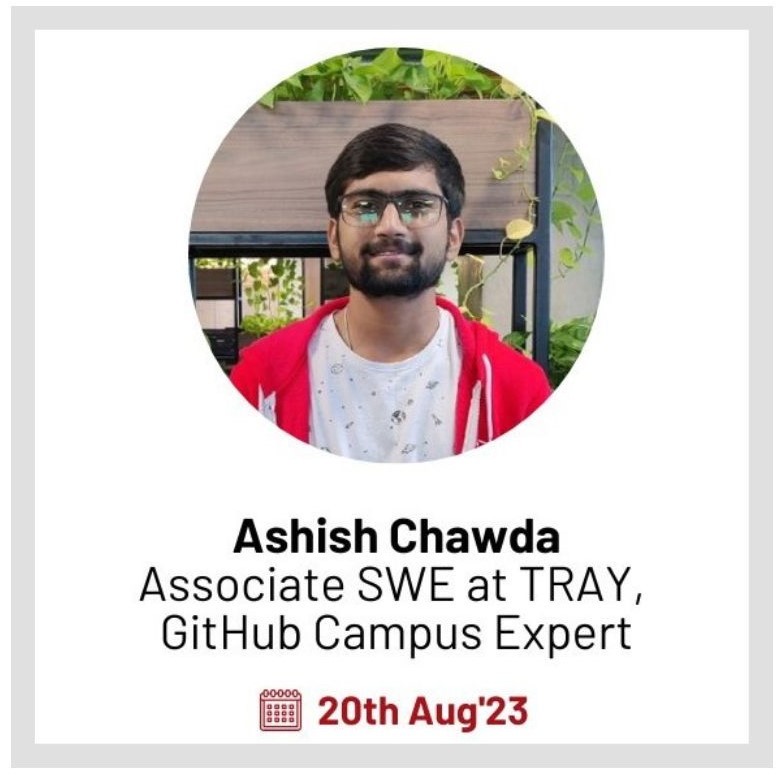 Ashish Chawda
Associate SWE at TRAY,
GitHub Campus Expert
20th Aug'23